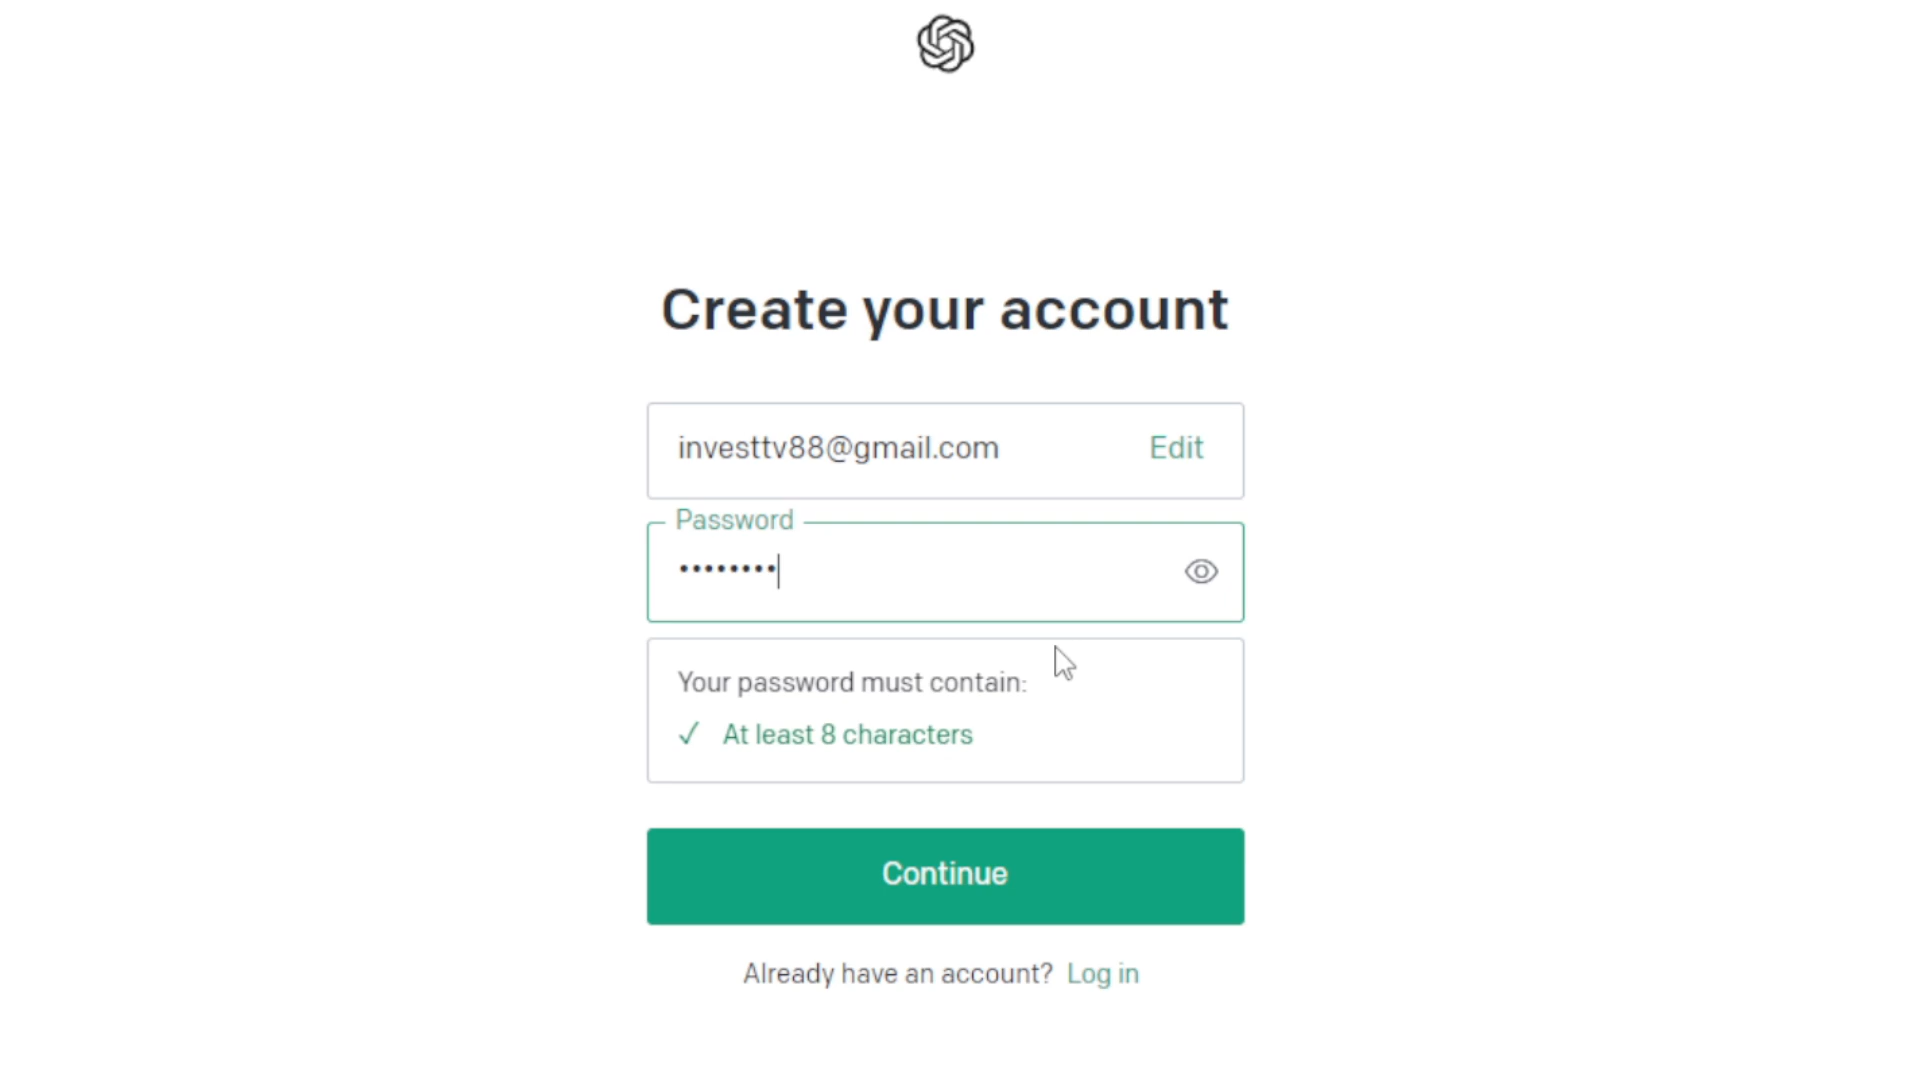 Create your account
investtv88@gmail.com Edit
Password
••••••••
Your password must contain:
✓ At least 8 characters
Continue
Already have an account? Log in